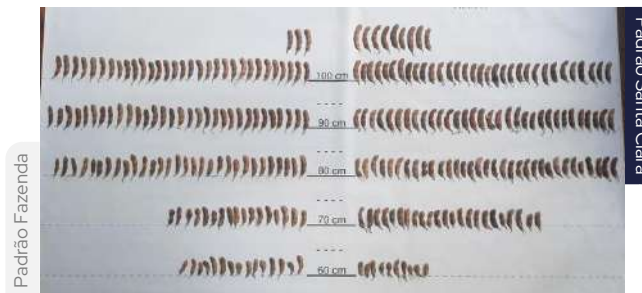 Padrão Fazenda
Padrão Santa Clara
100 cm
90 cm
80 cm
70 cm
60 cm